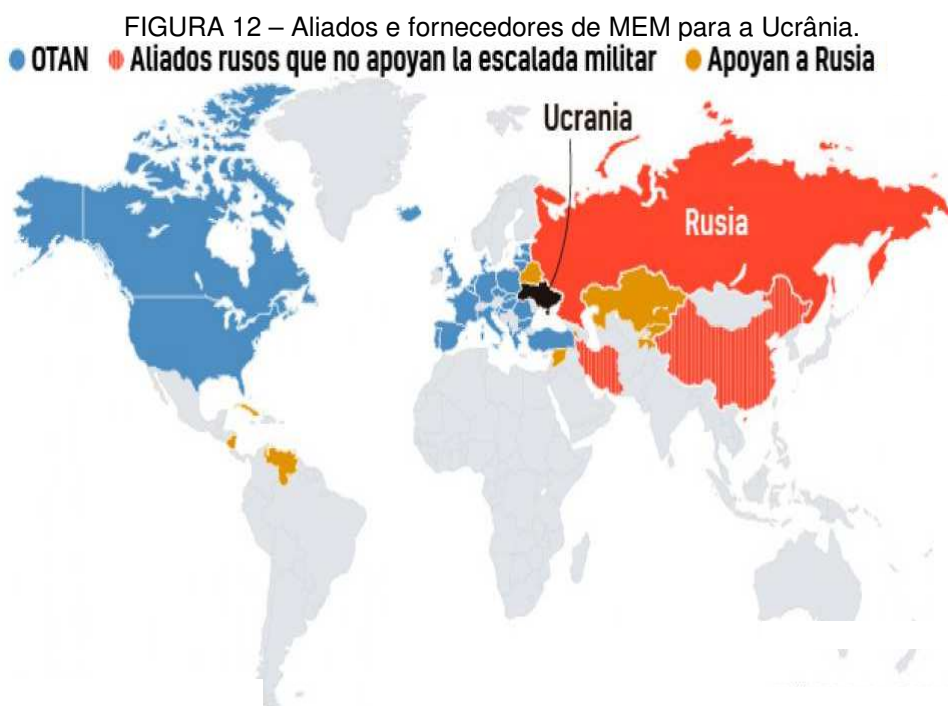 FIGURA 12 – Aliados e fornecedores de MEM para a Ucrânia.
OTAN Aliados rusos que no apoyan la escalada militar Apoyan a Rusia
Ucrania
Rusia